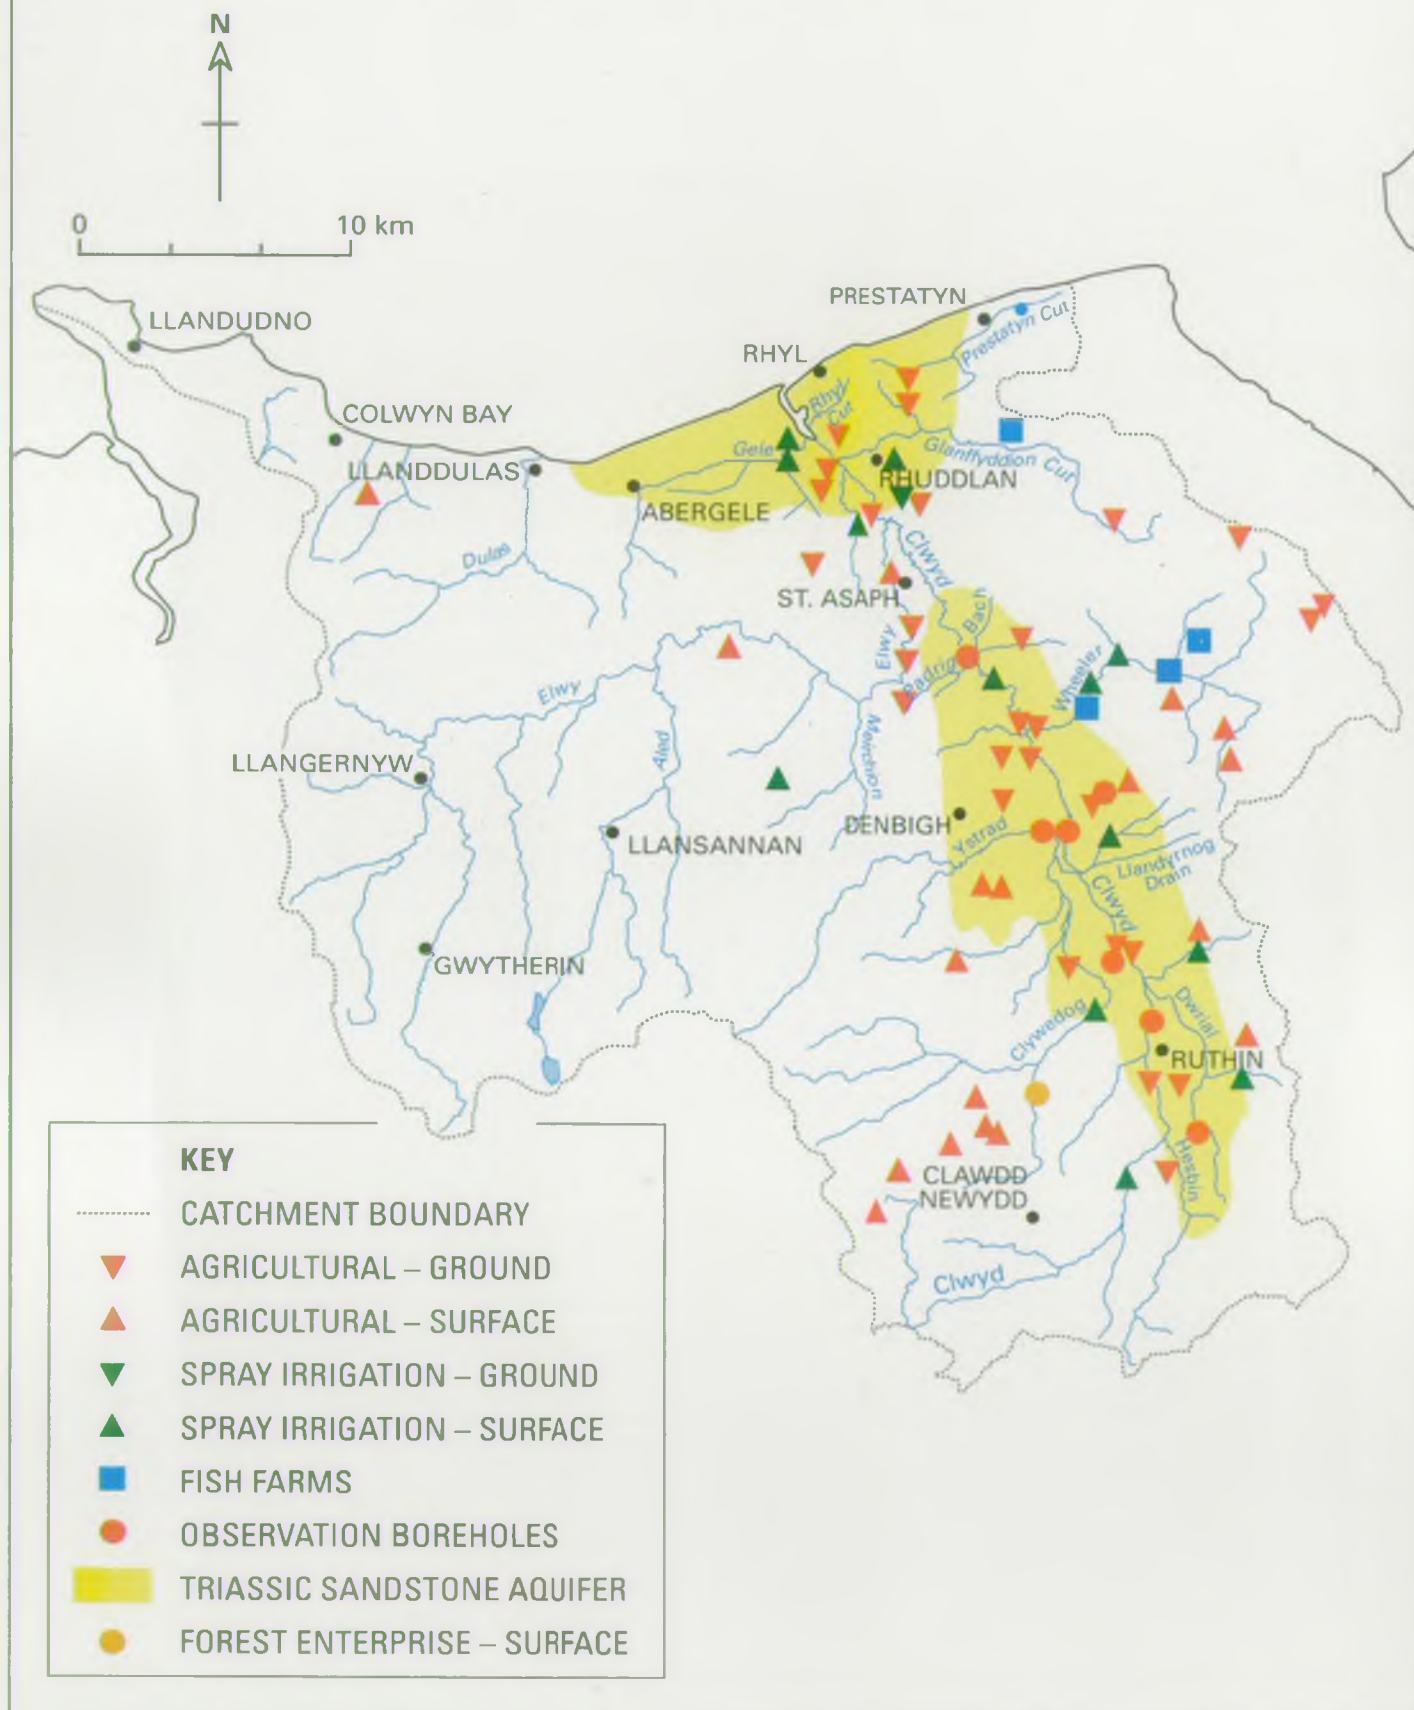 N
0 10 km
LLANDUDNO
PRESTATYN
Prestatyn Cut
RHYL
Rhyl
Cut
COLWYN BAY
Gele
Glanffyddion Cut
LLANDDULAS
RHUDDLAN
ABERGELE
Dulas
Clwyd
ST. ASAPH
Bach
Elwy
Padrig
Wheeler
Elwy
Aled
Meirchion
LLANGERNYW
DENBIGH
Ystrad
LLANSANNAN
Llandyrnog
Drain
Clwyd
GWYTHERIN
Dwrial
Clywedog
RUTHIN
Hesbin
CLAWDD
NEWYDD
Clwyd
KEY
CATCHMENT BOUNDARY
AGRICULTURAL – GROUND
AGRICULTURAL – SURFACE
SPRAY IRRIGATION – GROUND
SPRAY IRRIGATION – SURFACE
FISH FARMS
OBSERVATION BOREHOLES
TRIASSIC SANDSTONE AQUIFER
FOREST ENTERPRISE – SURFACE